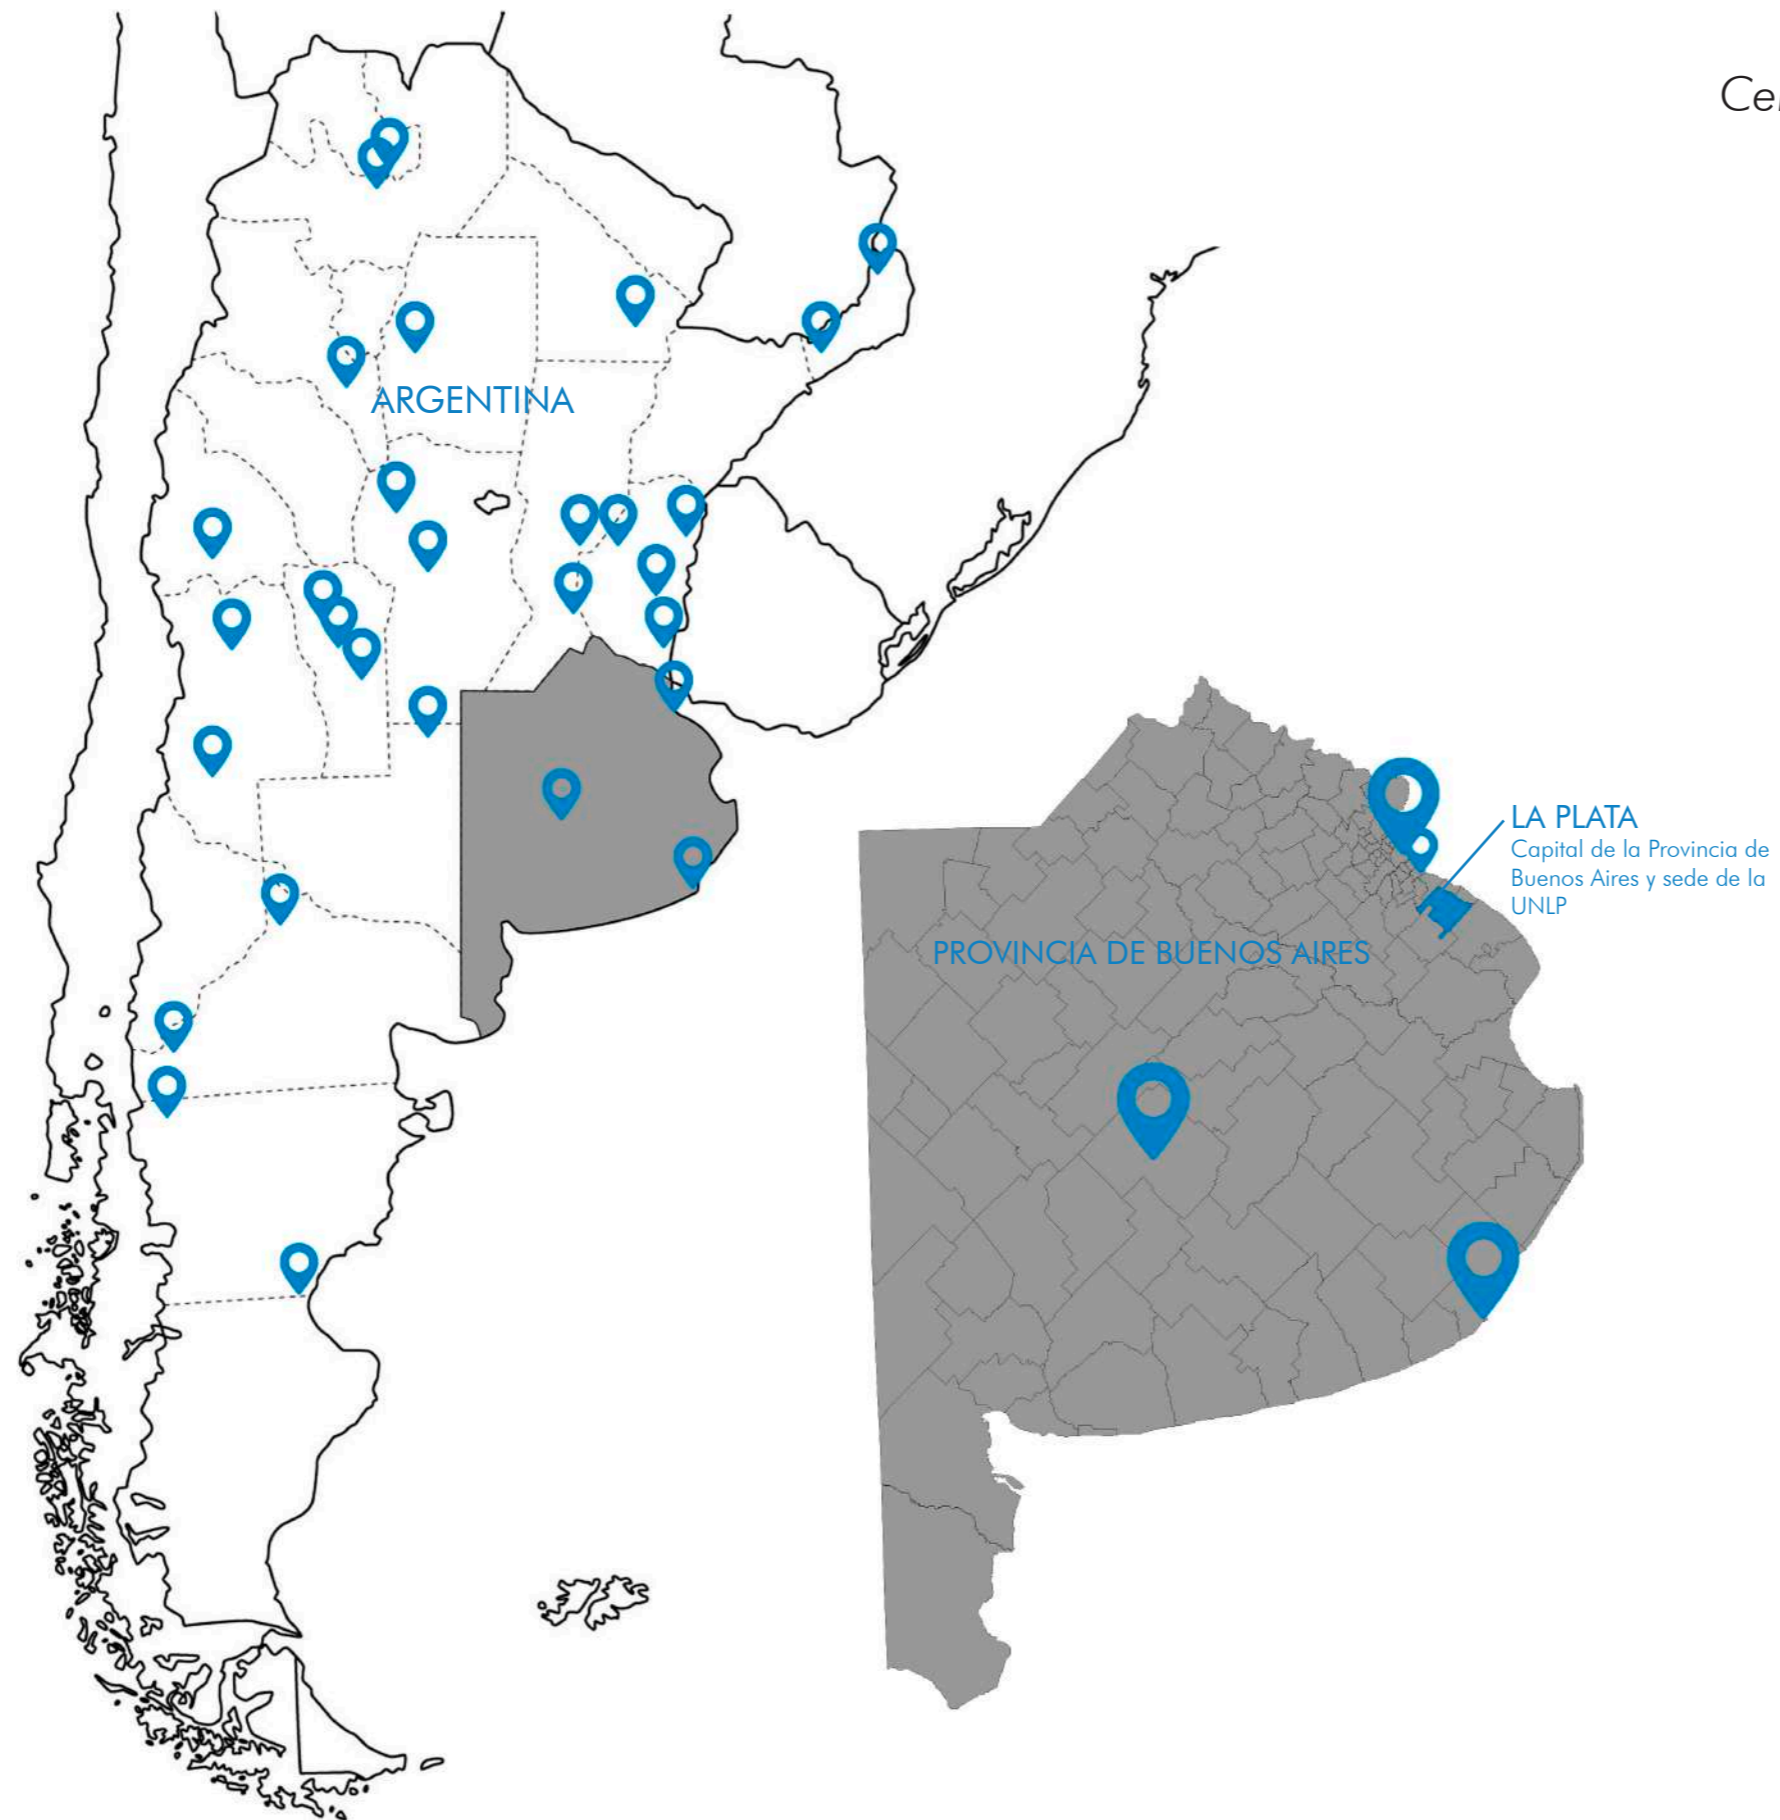 ARGENTINA
LA PLATA
Capital de la Provincia de
Buenos Aires y sede de la
UNLP
PROVINCIA DE BUENOS AIRES